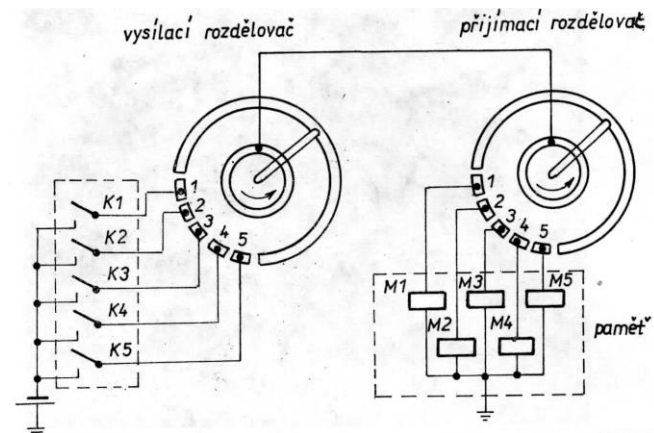 vysílací rozdělovač
přijímací rozdělovač
1
2
3
4
5
K1
K2
K3
K4
K5
1
2
3
4
5
M1
M3
M5
M2
M4
paměť